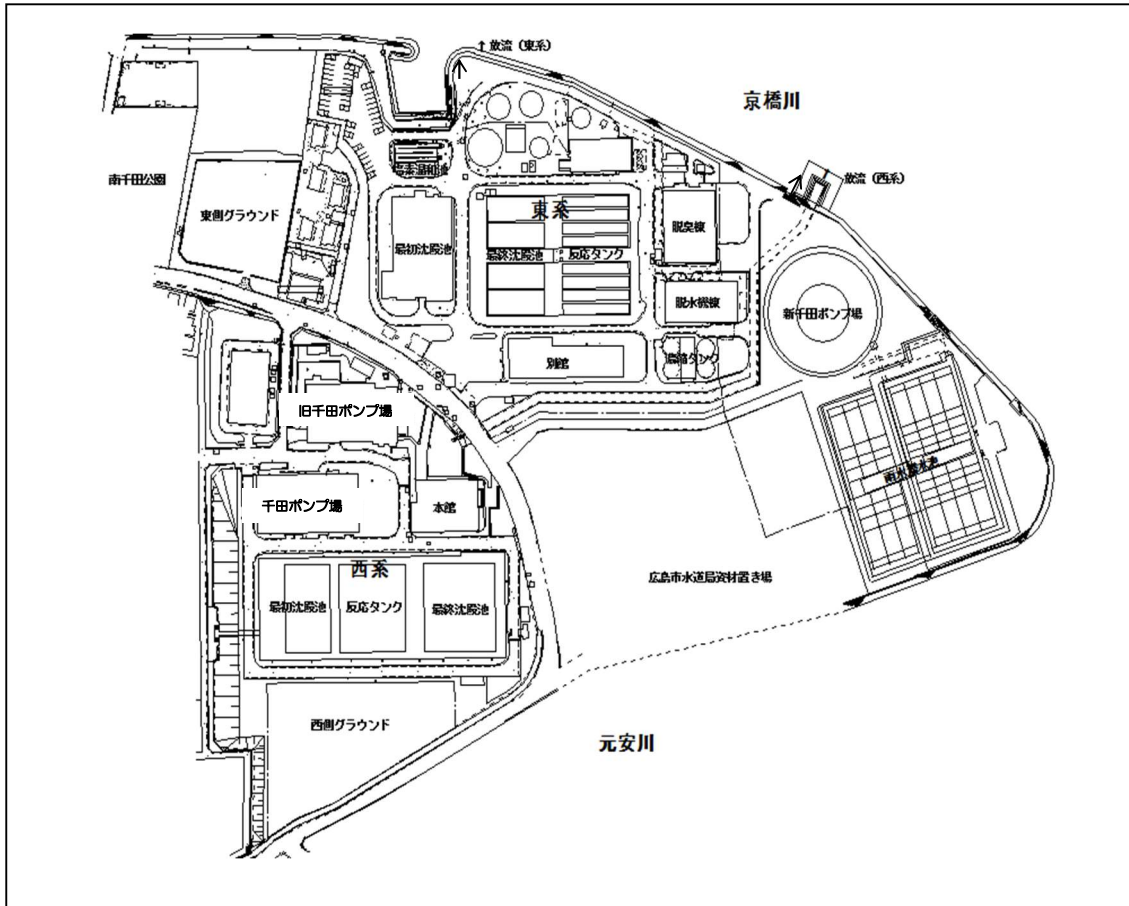 放流(東系)
京橋川
南千田公園
放流(西系)
東側グラウンド
東系
脱臭棟
最初沈殿池
最終沈殿池
反応タンク
脱水機棟
新千田ポンプ場
別館
旧千田ポンプ場
千田ポンプ場
本館
西系
広島市水道局資材置き場
最初沈殿池
反応タンク
最終沈殿池
西側グラウンド
元安川